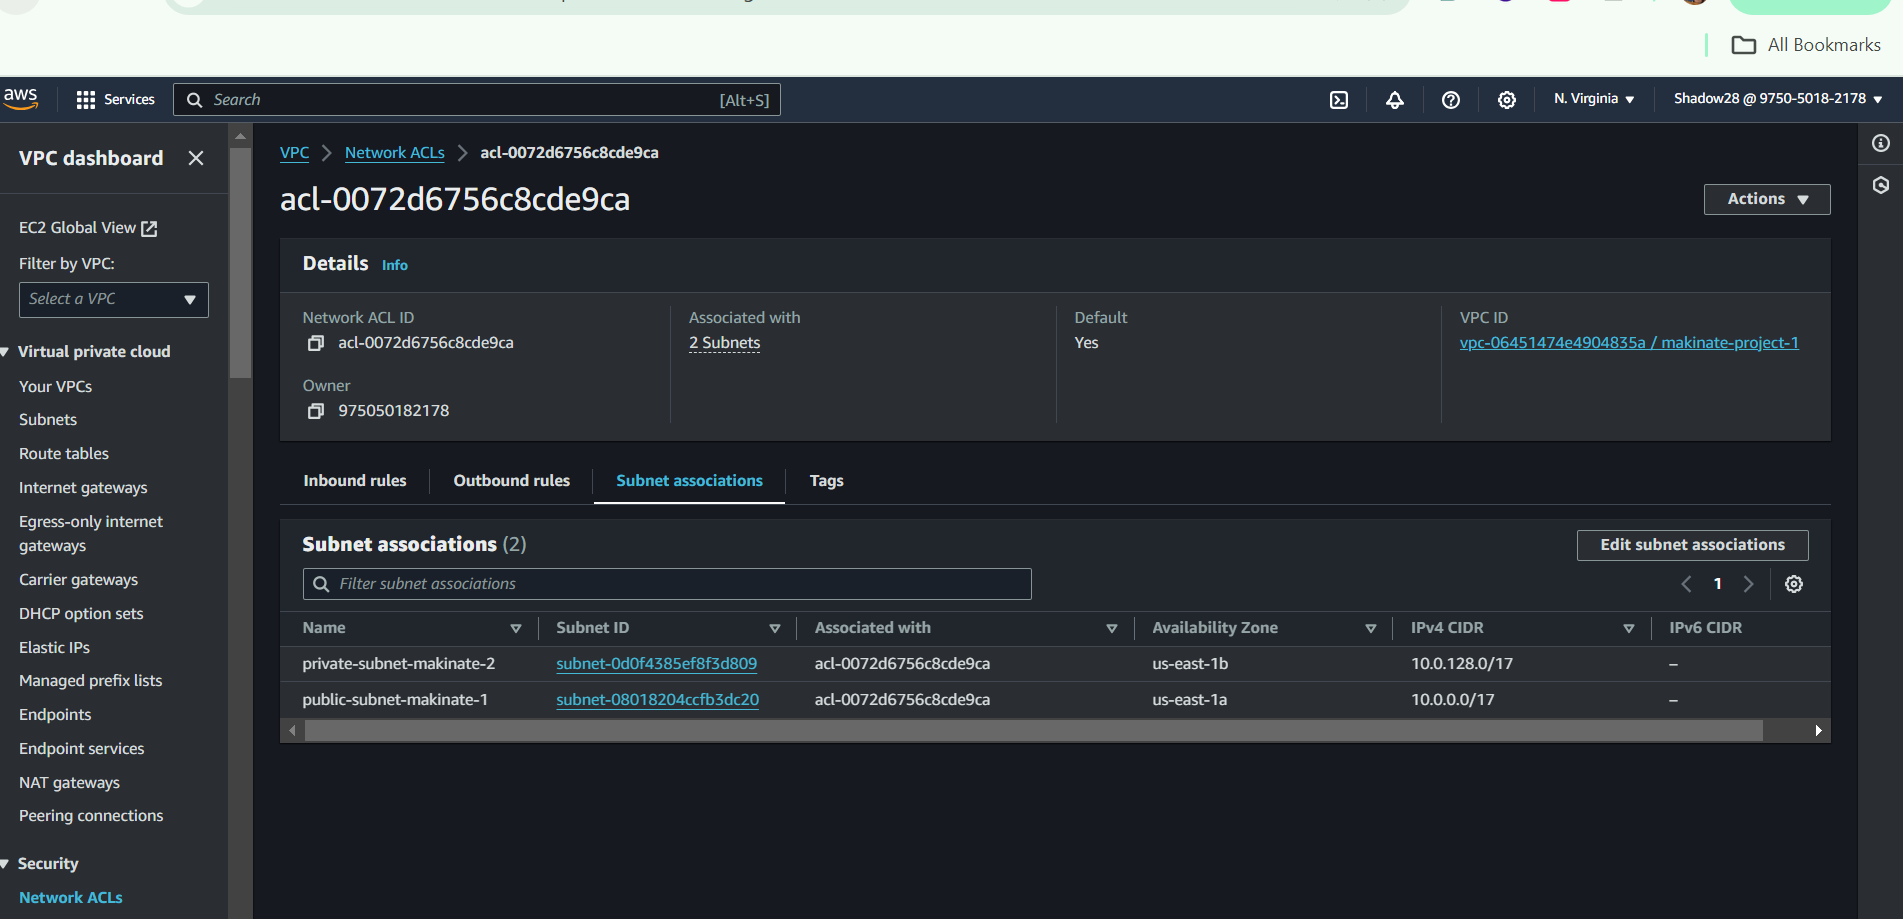 All Bookmarks
aws
Services
Search
[Alt+S]
N. Virginia
Shadow28 @ 9750-5018-2178
VPC dashboard
EC2 Global View
Filter by VPC:
Select a VPC
Virtual private cloud
Your VPCs
Subnets
Route tables
Internet gateways
Egress-only internet
gateways
Carrier gateways
DHCP option sets
Elastic IPs
Managed prefix lists
Endpoints
Endpoint services
NAT gateways
Peering connections
Security
Network ACLs
VPC Network ACLs acl-0072d6756c8cde9ca
acl-0072d6756c8cde9ca
Actions
Details Info
Network ACL ID
acl-0072d6756c8cde9ca
Owner
975050182178
Associated with
2 Subnets
Default
Yes
VPC ID
vpc-06451474e4904835a / makinate-project-1
Inbound rules Outbound rules Subnet associations Tags
Subnet associations (2)
Edit subnet associations
Filter subnet associations
1
Name Subnet ID Associated with Availability Zone IPv4 CIDR IPv6 CIDR
private-subnet-makinate-2 subnet-0d0f4385ef8f3d809 acl-0072d6756c8cde9ca us-east-1b 10.0.128.0/17 –
public-subnet-makinate-1 subnet-08018204ccfb3dc20 acl-0072d6756c8cde9ca us-east-1a 10.0.0.0/17 –